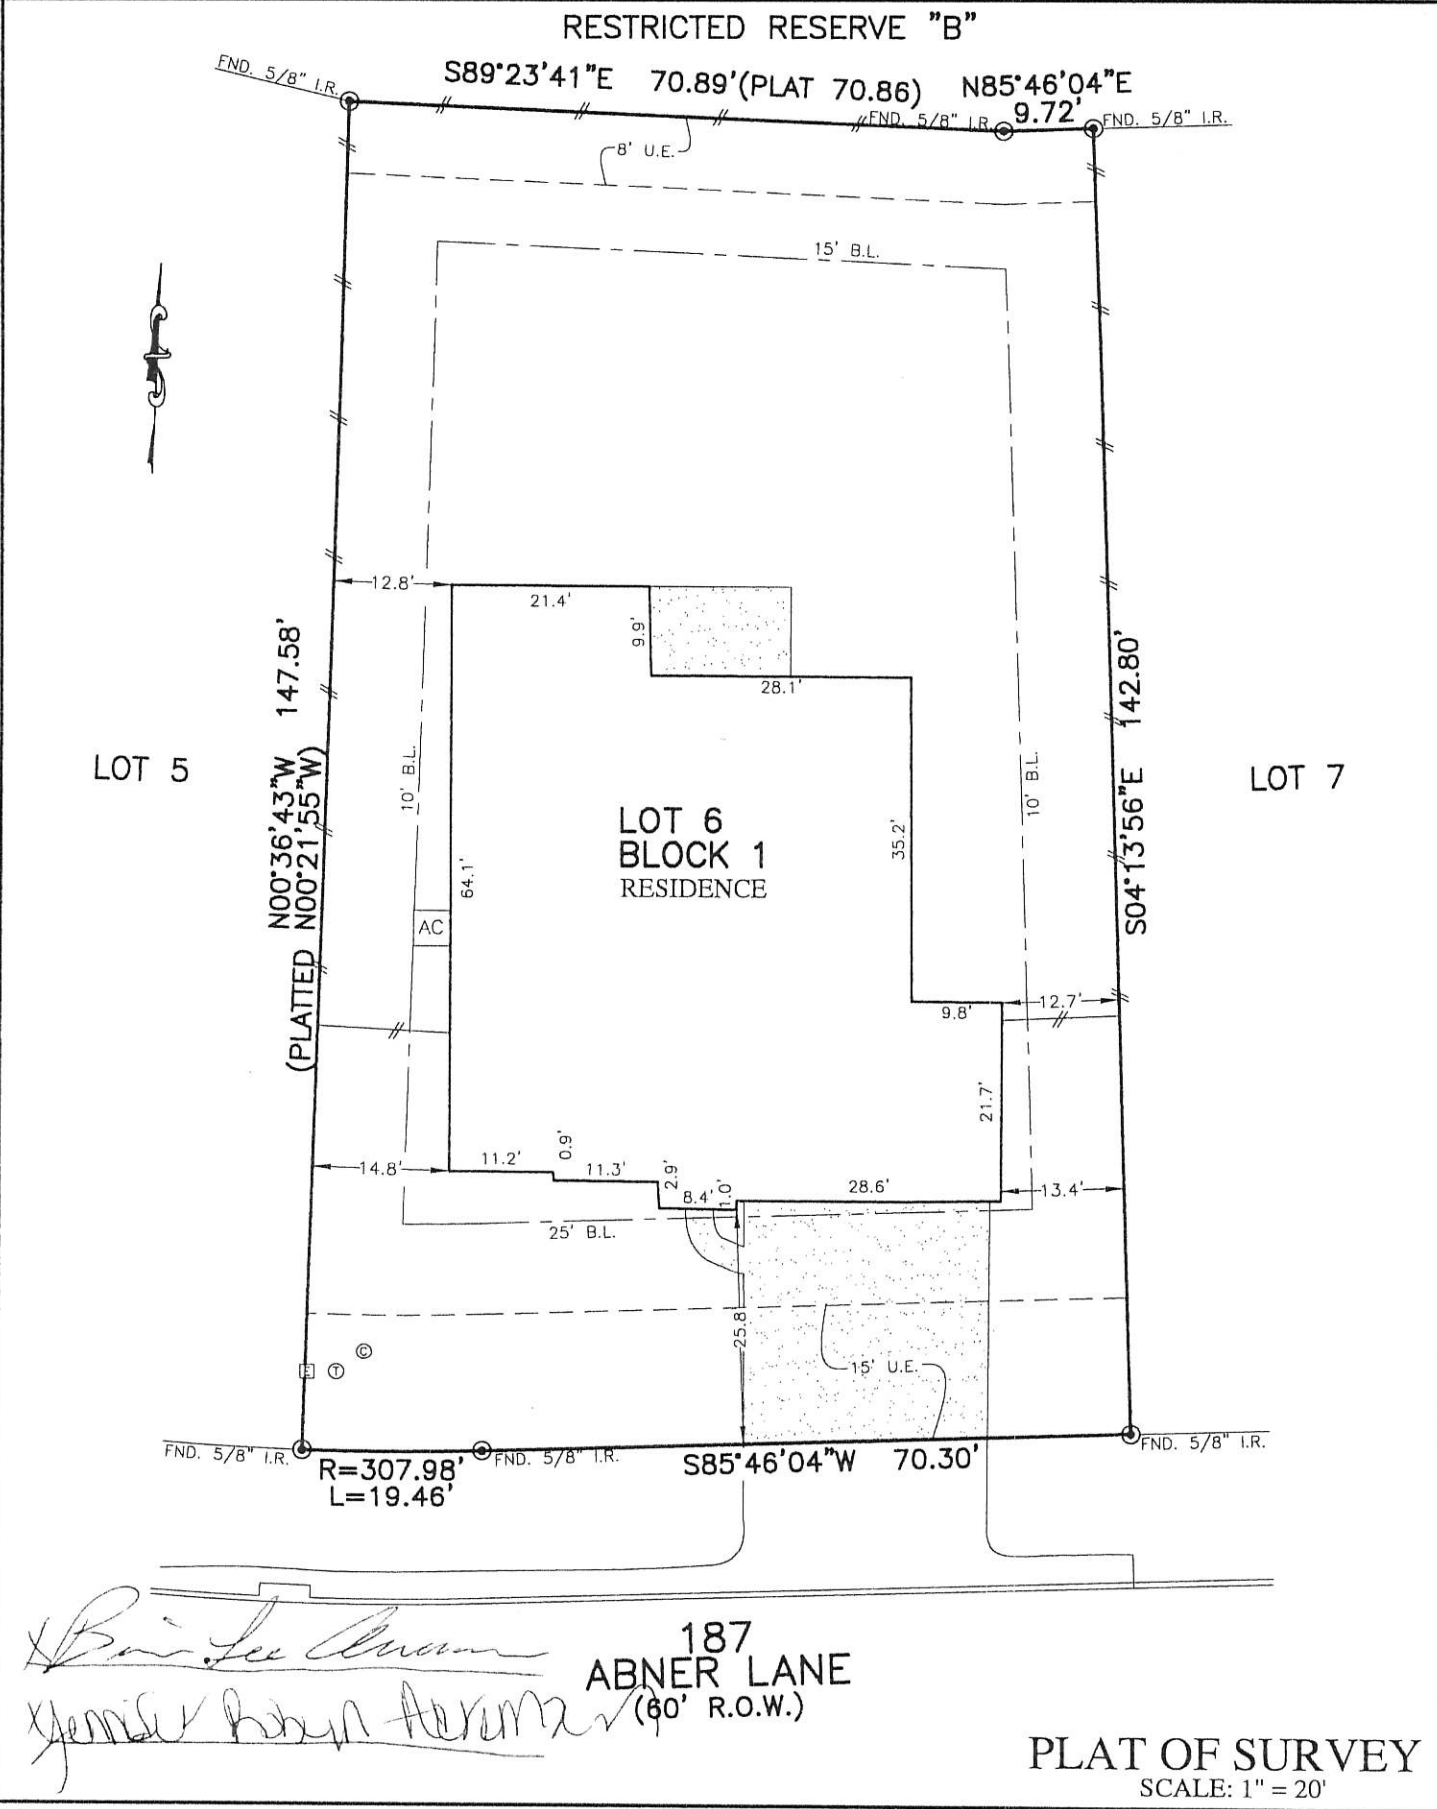 RESTRICTED RESERVE "B"
FND. 5/8" I.R.
S89°23'41"E 70.89'(PLAT 70.86)
N85°46'04"E
9.72'
FND. 5/8" I.R.
FND. 5/8" I.R.
8' U.E.
15' B.L.
12.8'
21.4'
9.9'
28.1'
N00°36'43"W 147.58'
(PLATTED N00°21'55"W)
S04°13'56"E 142.80'
LOT 5
LOT 7
10' B.L.
10' B.L.
LOT 6
BLOCK 1
RESIDENCE
64.1'
35.2'
AC
9.8'
12.7'
21.7'
14.8'
11.2'
0.9'
11.3'
2.9'
8.4'
1.0'
28.6'
13.4'
25' B.L.
25.8'
15' U.E.
C
E T
FND. 5/8" I.R.
R=307.98'
L=19.46'
FND. 5/8" I.R.
S85°46'04"W 70.30'
FND. 5/8" I.R.
187
ABNER LANE
(60' R.O.W.)
X Lee
x Jennifer Robyn
PLAT OF SURVEY
SCALE: 1" = 20'